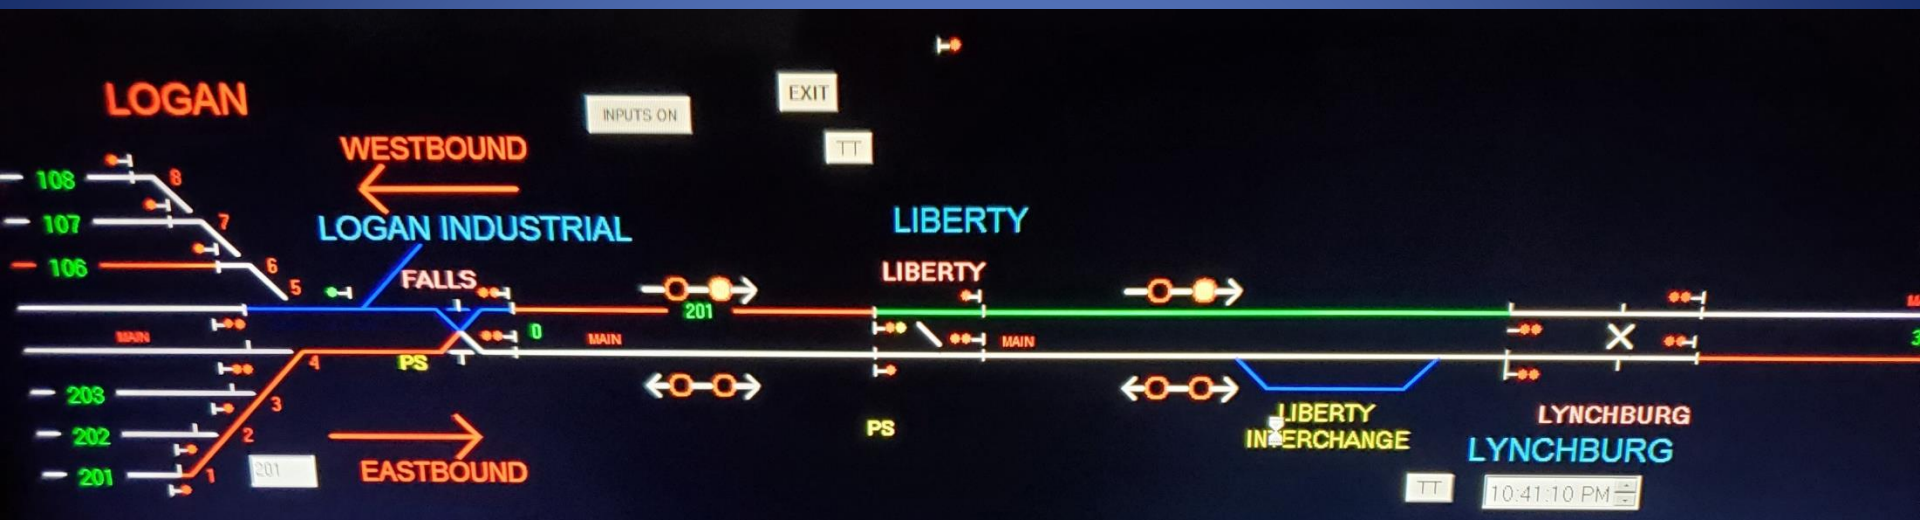 LOGAN
EXIT
INPUTS ON
TT
WESTBOUND
108
8
107
7
LOGAN INDUSTRIAL
LIBERTY
106
6
5
FALLS
LIBERTY
201
MAIN
0
MAIN
MAIN
4
PS
203
3
202
2
201
1
201
EASTBOUND
PS
LIBERTY
INTERCHANGE
LYNCHBURG
LYNCHBURG
TT
10:41:10 PM